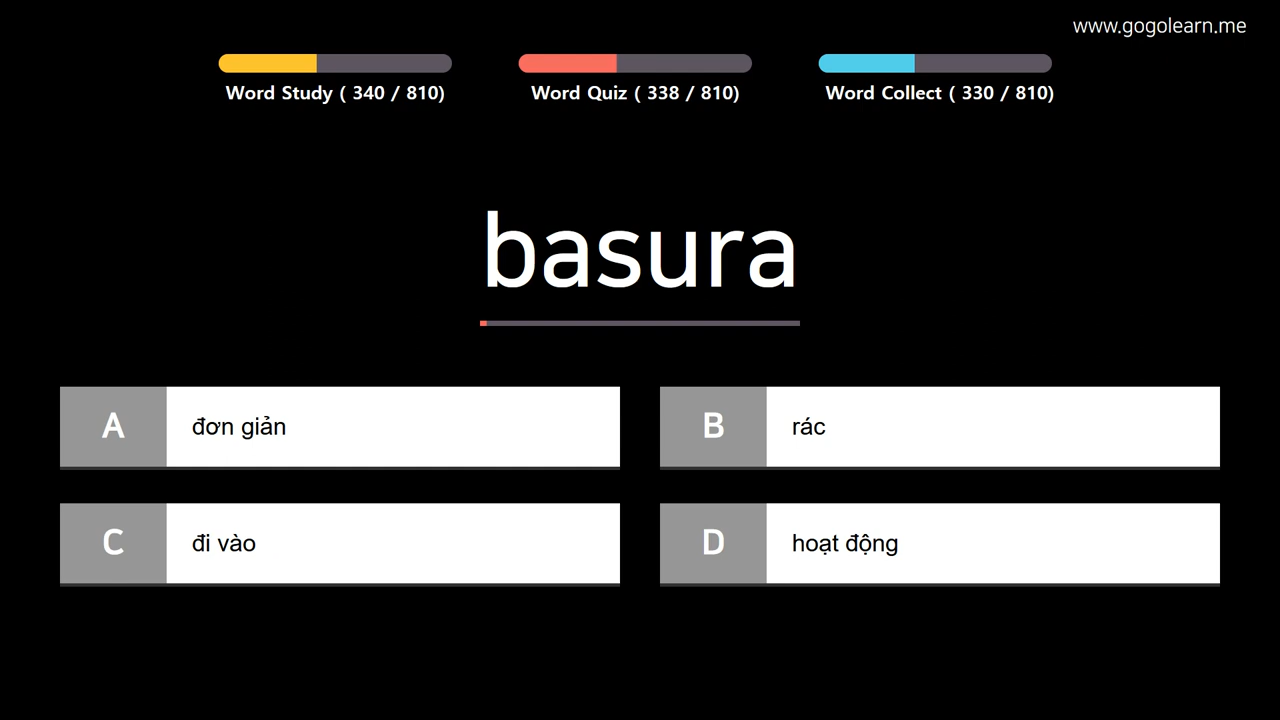 www.gogolearn.me
Word Study ( 340 / 810)
Word Quiz ( 338 / 810)
Word Collect ( 330 / 810)
basura
A
đơn giản
B
rác
C
đi vào
D
hoạt động